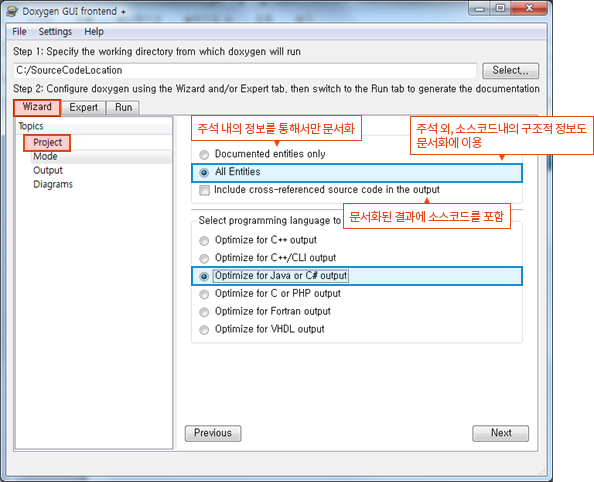 Doxygen GUI frontend +
File Settings Help
Step 1: Specify the working directory from which doxygen will run
C:/SourceCodeLocation
Select...
Step 2: Configure doxygen using the Wizard and/or Expert tab, then switch to the Run tab to generate the documentation
Wizard Expert Run
Topics
Project
Mode
Output
Diagrams
주석 내의 정보를 통해서만 문서화
주석 외, 소스코드내의 구조적 정보도
문서화에 이용
Documented entities only
All Entities
Include cross-referenced source code in the output
문서화된 결과에 소스코드를 포함
Select programming language to
Optimize for C++ output
Optimize for C++/CLI output
Optimize for Java or C# output
Optimize for C or PHP output
Optimize for Fortran output
Optimize for VHDL output
Previous
Next